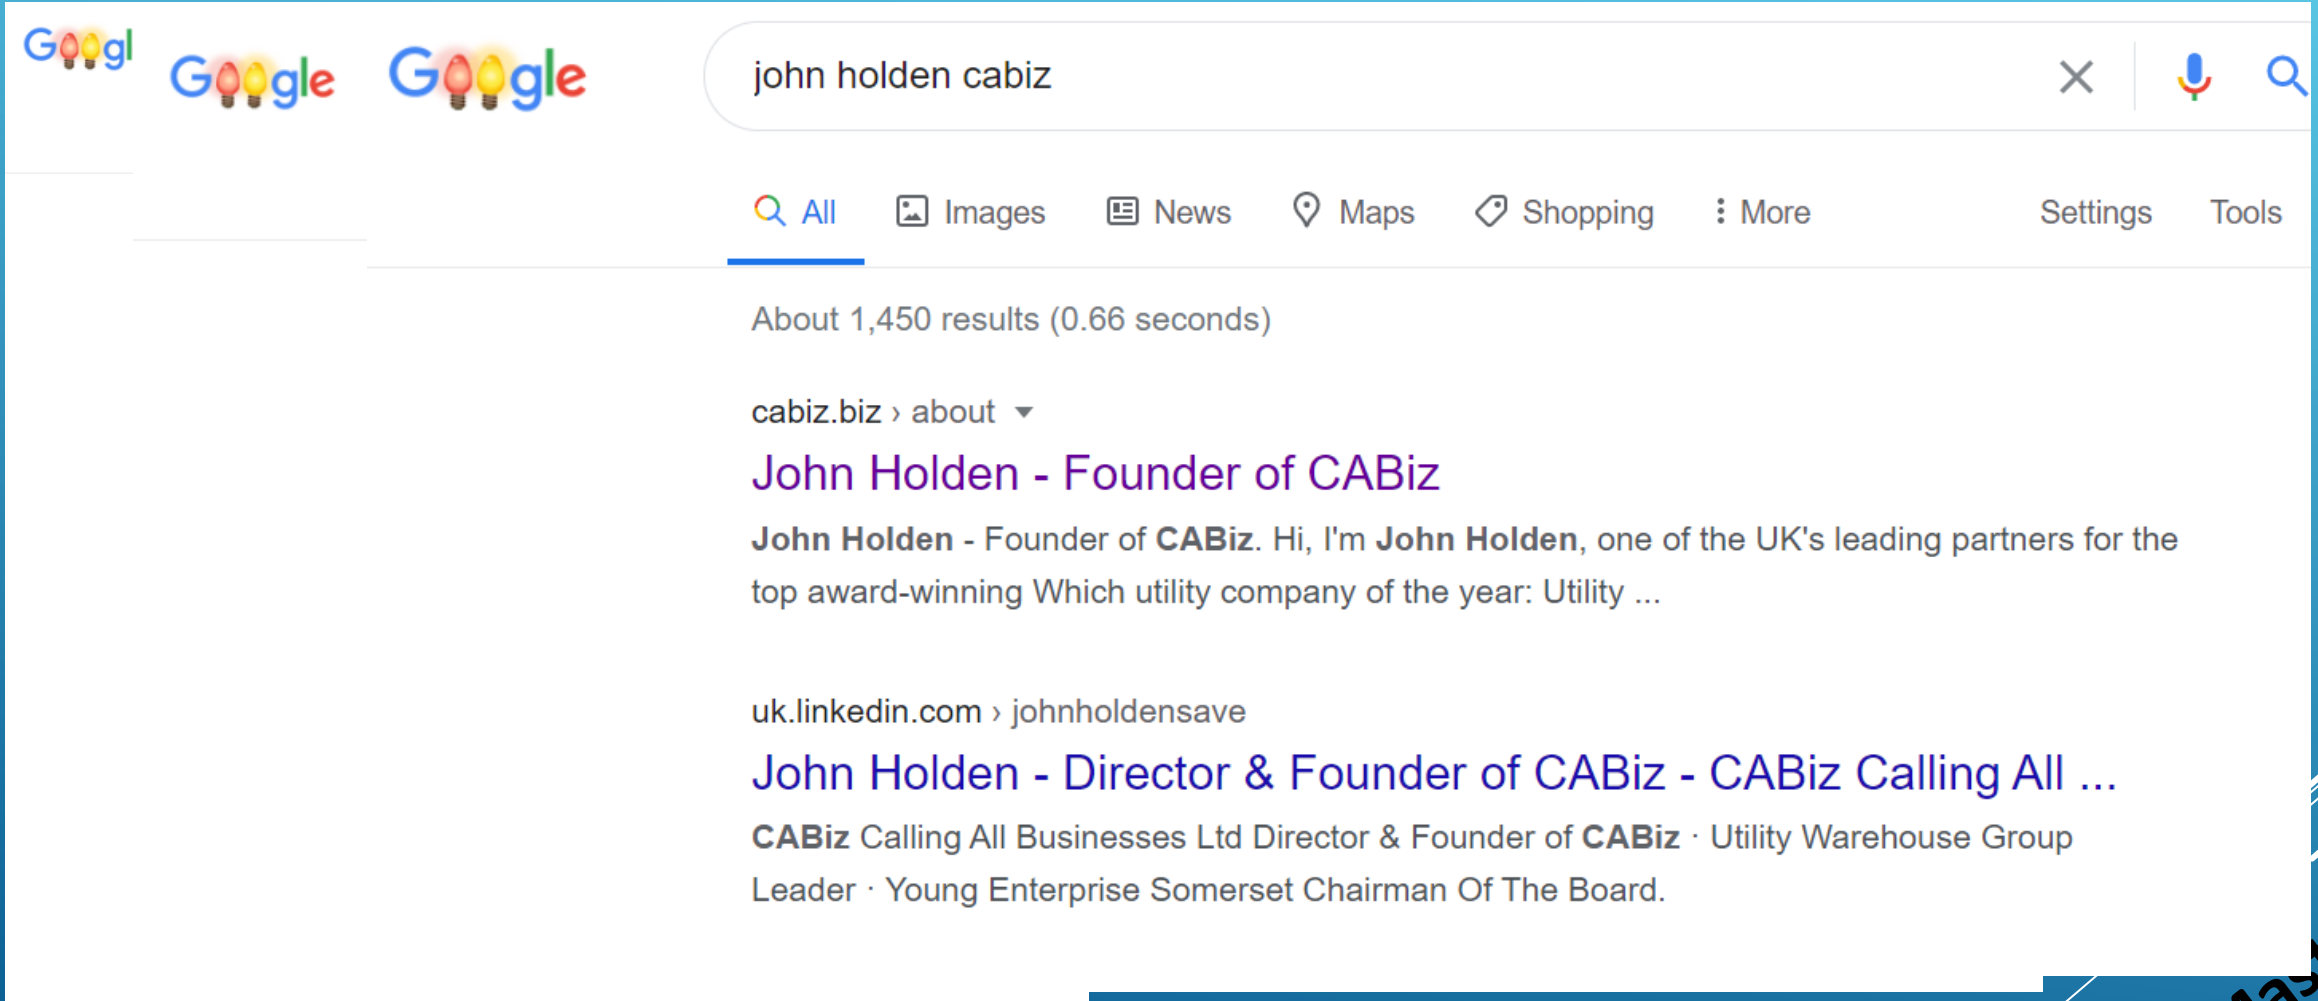 Googl
Google
Google
john holden cabiz
All Images News Maps Shopping More Settings Tools
About 1,450 results (0.66 seconds)
cabiz.biz › about
John Holden - Founder of CABiz
John Holden - Founder of CABiz. Hi, I'm John Holden, one of the UK's leading partners for the
top award-winning Which utility company of the year: Utility ...
uk.linkedin.com › johnholdensave
John Holden - Director & Founder of CABiz - CABiz Calling All ...
CABiz Calling All Businesses Ltd Director & Founder of CABiz · Utility Warehouse Group
Leader · Young Enterprise Somerset Chairman Of The Board.